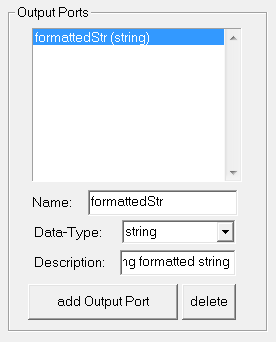 Output Ports
formattedStr (string)
Name: formattedStr
Data-Type: string
Description: ng formatted string
add Output Port delete